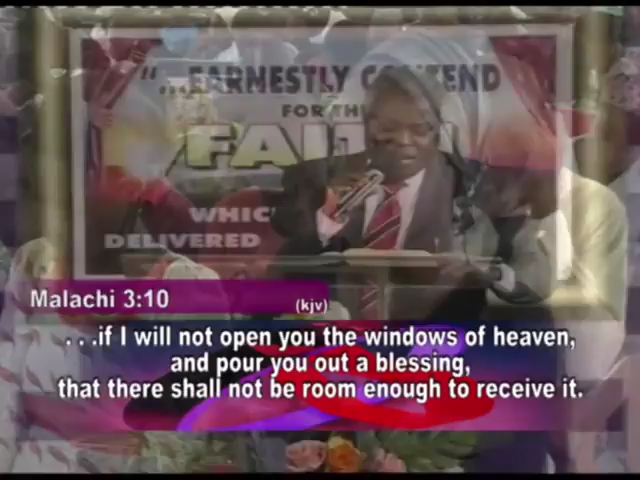 "...EARNESTLY CONTEND
FOR THE
FAITH
WHIC
DELIVERED
Malachi 3:10
(kjv)
. . .if I will not open you the windows of heaven,
and pour you out a blessing,
that there shall not be room enough to receive it.